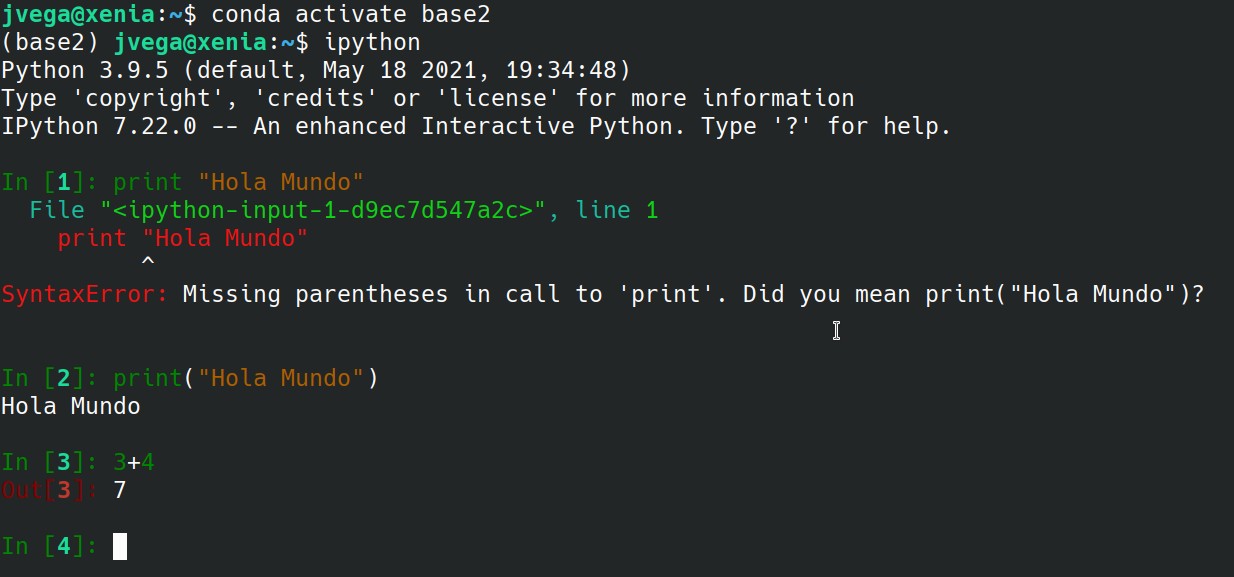 jvega@xenia:~$ conda activate base2
(base2) jvega@xenia:~$ ipython
Python 3.9.5 (default, May 18 2021, 19:34:48)
Type 'copyright', 'credits' or 'license' for more information
IPython 7.22.0 -- An enhanced Interactive Python. Type '?' for help.

In [1]: print "Hola Mundo"
  File "<ipython-input-1-d9ec7d547a2c>", line 1
    print "Hola Mundo"
          ^
SyntaxError: Missing parentheses in call to 'print'. Did you mean print("Hola Mundo")?

In [2]: print("Hola Mundo")
Hola Mundo

In [3]: 3+4
Out[3]: 7

In [4]: